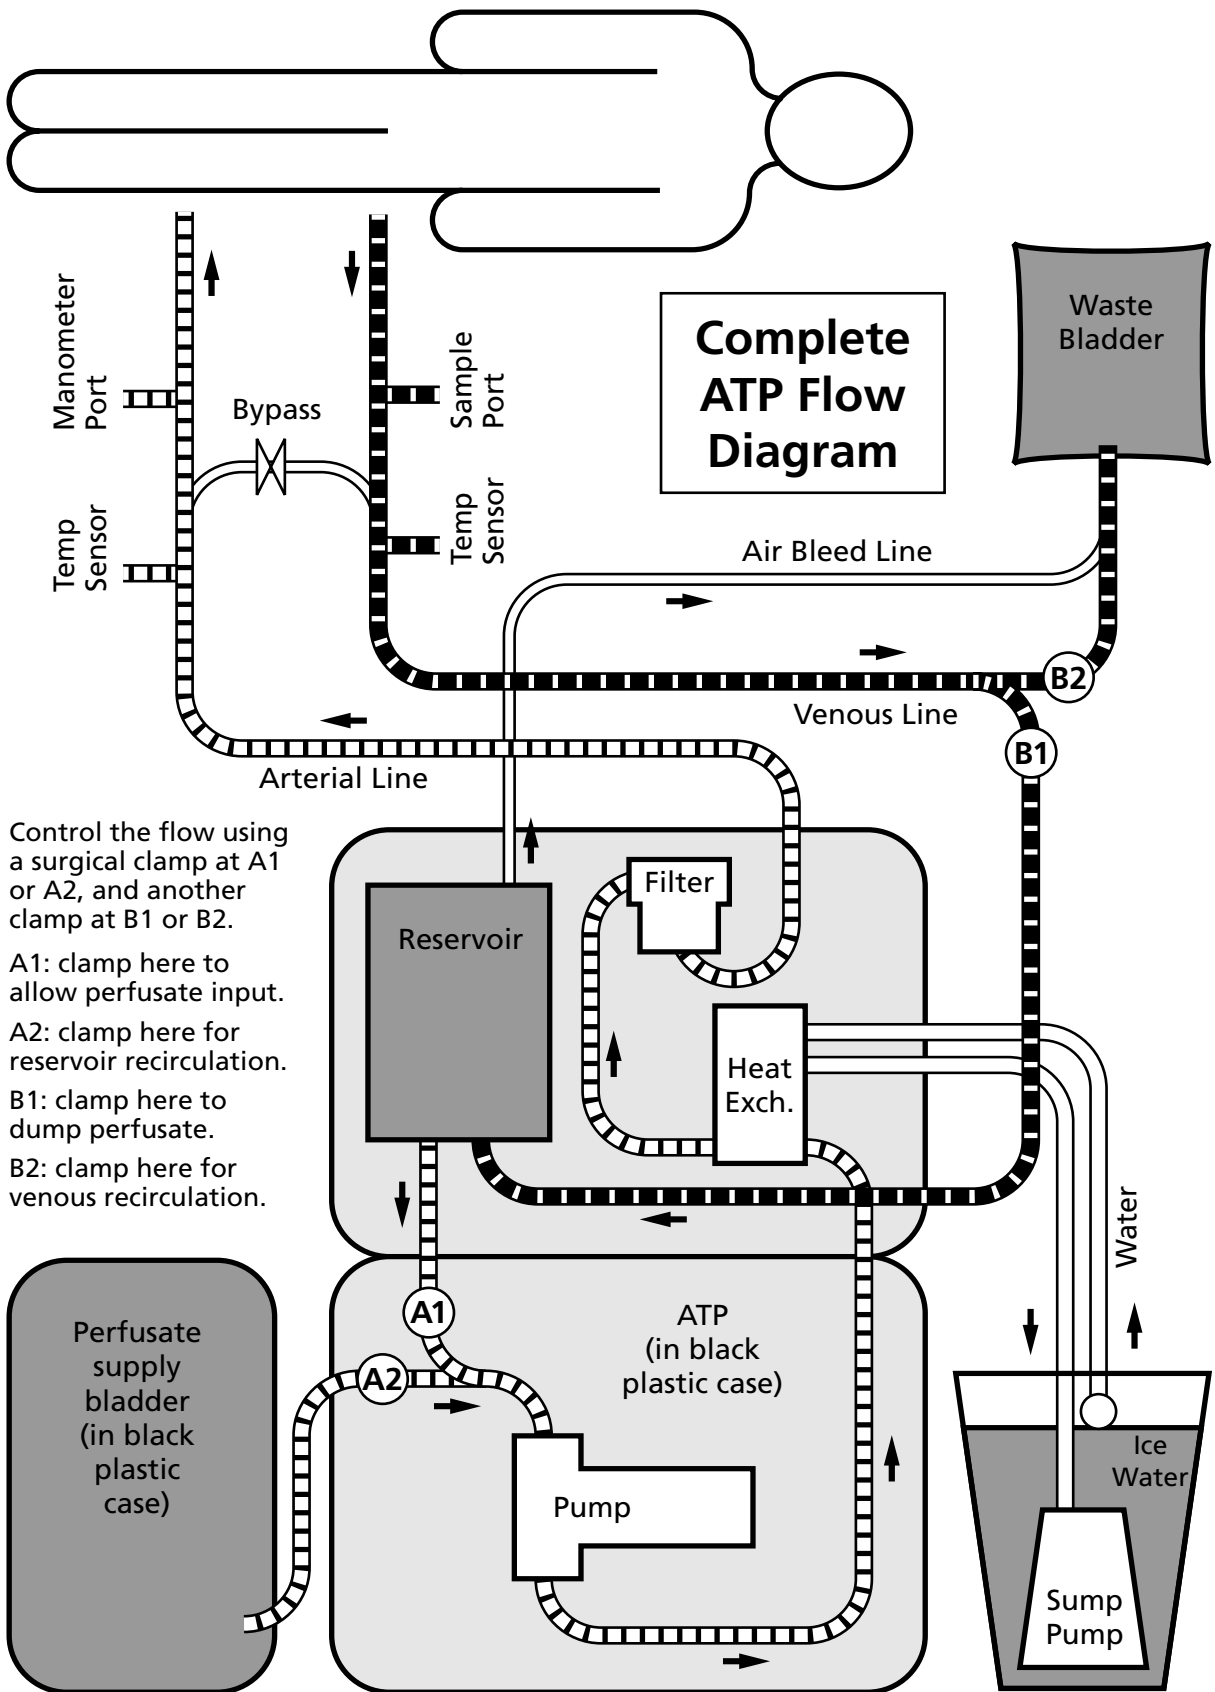 Manometer
Port
Bypass
Sample
Port
Complete
ATP Flow
Diagram
Waste
Bladder
Temp
Sensor
Temp
Sensor
Air Bleed Line
B2
Venous Line
B1
Arterial Line
Control the flow using
a surgical clamp at A1
or A2, and another
clamp at B1 or B2.
A1: clamp here to
allow perfusate input.
A2: clamp here for
reservoir recirculation.
B1: clamp here to
dump perfusate.
B2: clamp here for
venous recirculation.
Reservoir
Filter
Heat
Exch.
Water
A1
A2
ATP
(in black
plastic case)
Perfusate
supply
bladder
(in black
plastic
case)
Pump
Ice
Water
Sump
Pump